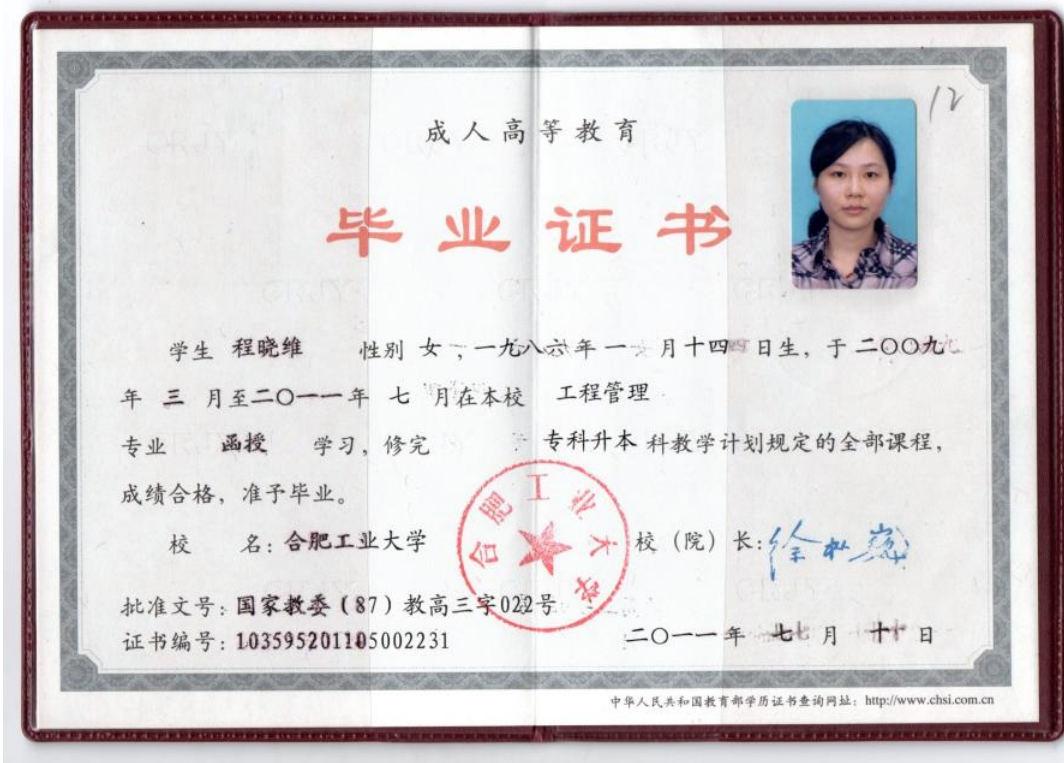 12
成人高等教育
毕业证书
学生 程晓维 性别 女，一九八六年 一 月十四 日生，于二〇〇九
年 三 月至二〇一一年 七 月在本校 工程管理
专业 函授 学习，修完 专科升本 科教学计划规定的全部课程，
成绩合格，准予毕业。
校 名：合肥工业大学 校（院）长：
合肥工业大学
批准文号：国家教委（87）教高三字022号
证书编号：103595201105002231 二〇一一年 七 月 十 日
中华人民共和国教育部学历证书查询网址：http://www.chsi.com.cn